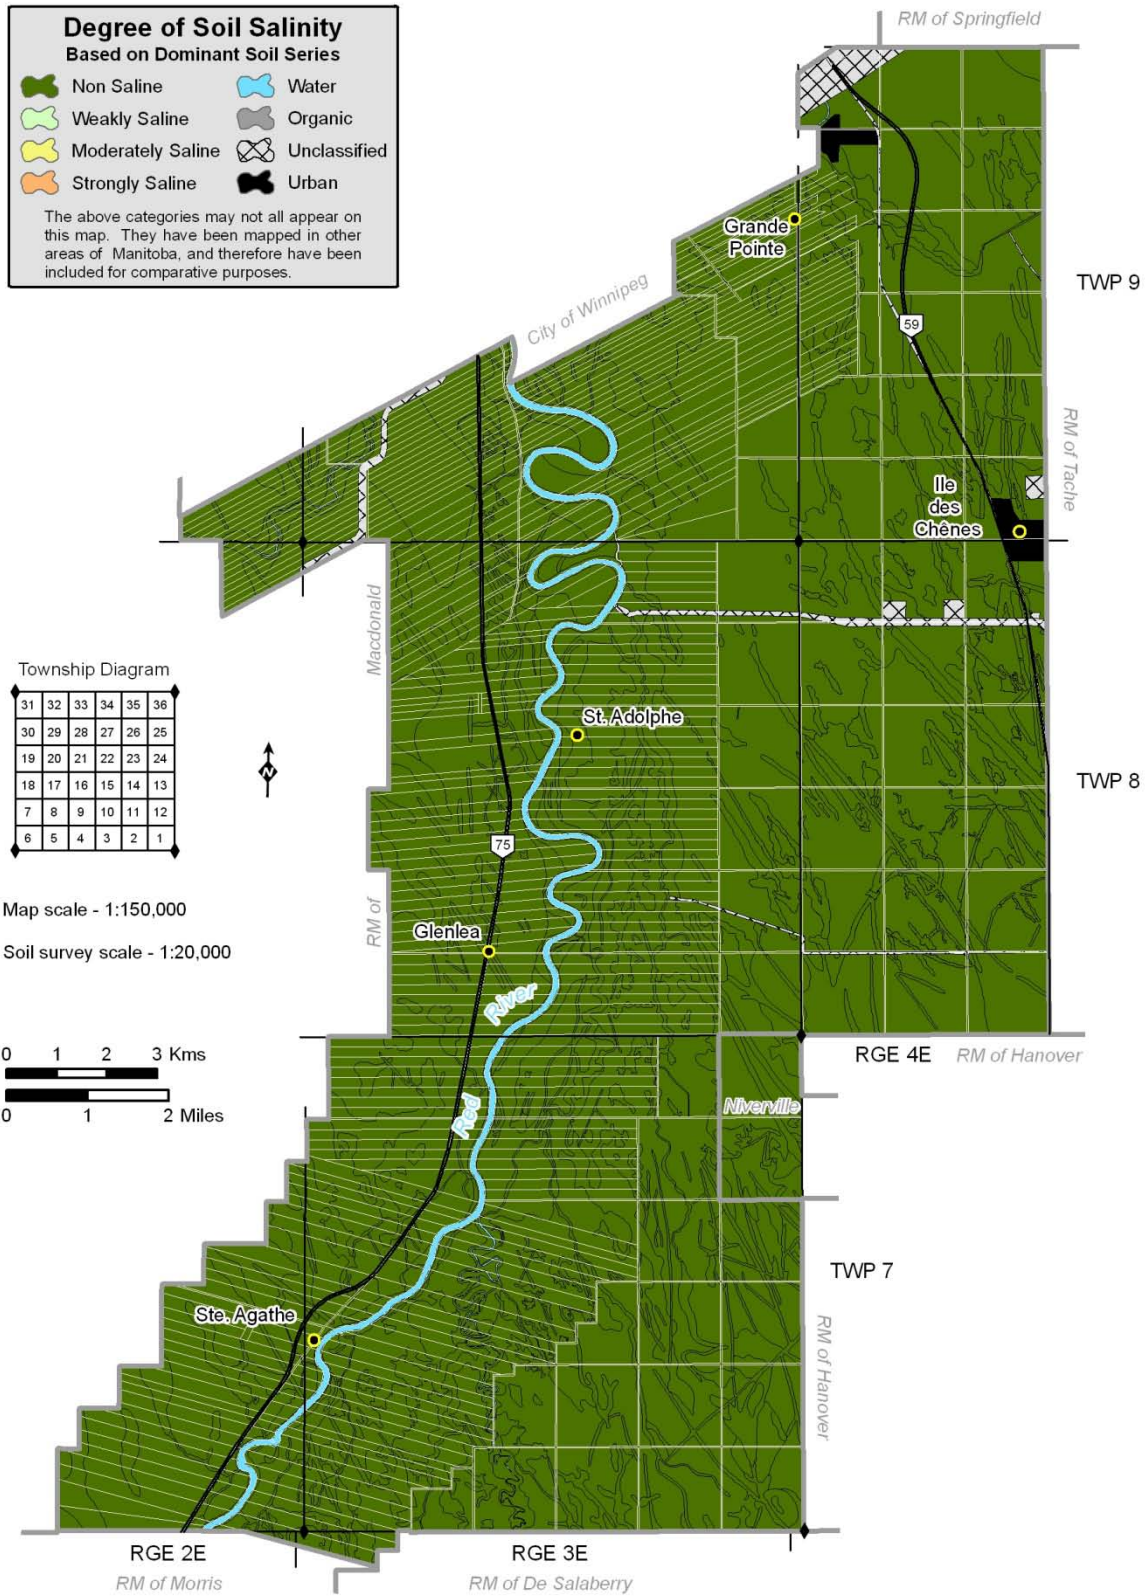 Degree of Soil Salinity
Based on Dominant Soil Series
Non Saline
Water
Weakly Saline
Organic
Moderately Saline
Unclassified
Strongly Saline
Urban
The above categories may not all appear on
this map. They have been mapped in other
areas of Manitoba, and therefore have been
included for comparative purposes.
RM of Springfield
Grande
Pointe
TWP 9
City of Winnipeg
59
RM of Tache
Ile
des
Chênes
Macdonald
RM of
Township Diagram
31 32 33 34 35 36
30 29 28 27 26 25
19 20 21 22 23 24
18 17 16 15 14 13
7 8 9 10 11 12
6 5 4 3 2 1
N
St. Adolphe
TWP 8
75
Map scale - 1:150,000
Soil survey scale - 1:20,000
Glenlea
River
Red
0 1 2 3 Kms
0 1 2 Miles
RGE 4E
RM of Hanover
Niverville
TWP 7
Ste. Agathe
RM of Hanover
RGE 2E
RGE 3E
RM of Morris
RM of De Salaberry